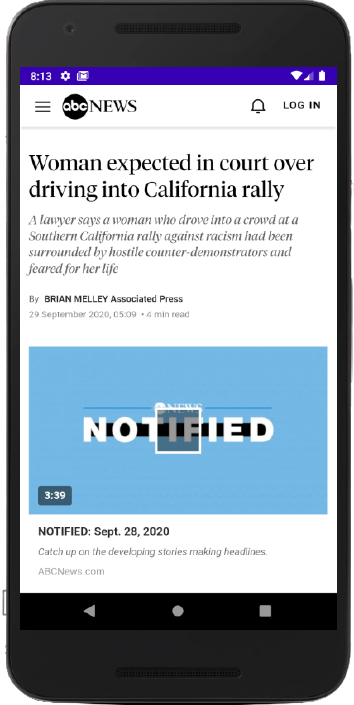 8:13
abc NEWS LOG IN
Woman expected in court over
driving into California rally
A lawyer says a woman who drove into a crowd at a
Southern California rally against racism had been
surrounded by hostile counter-demonstrators and
feared for her life
By BRIAN MELLEY Associated Press
29 September 2020, 05:09 • 4 min read
NEWS
NOTIFIED
3:39
NOTIFIED: Sept. 28, 2020
Catch up on the developing stories making headlines.
ABCNews.com